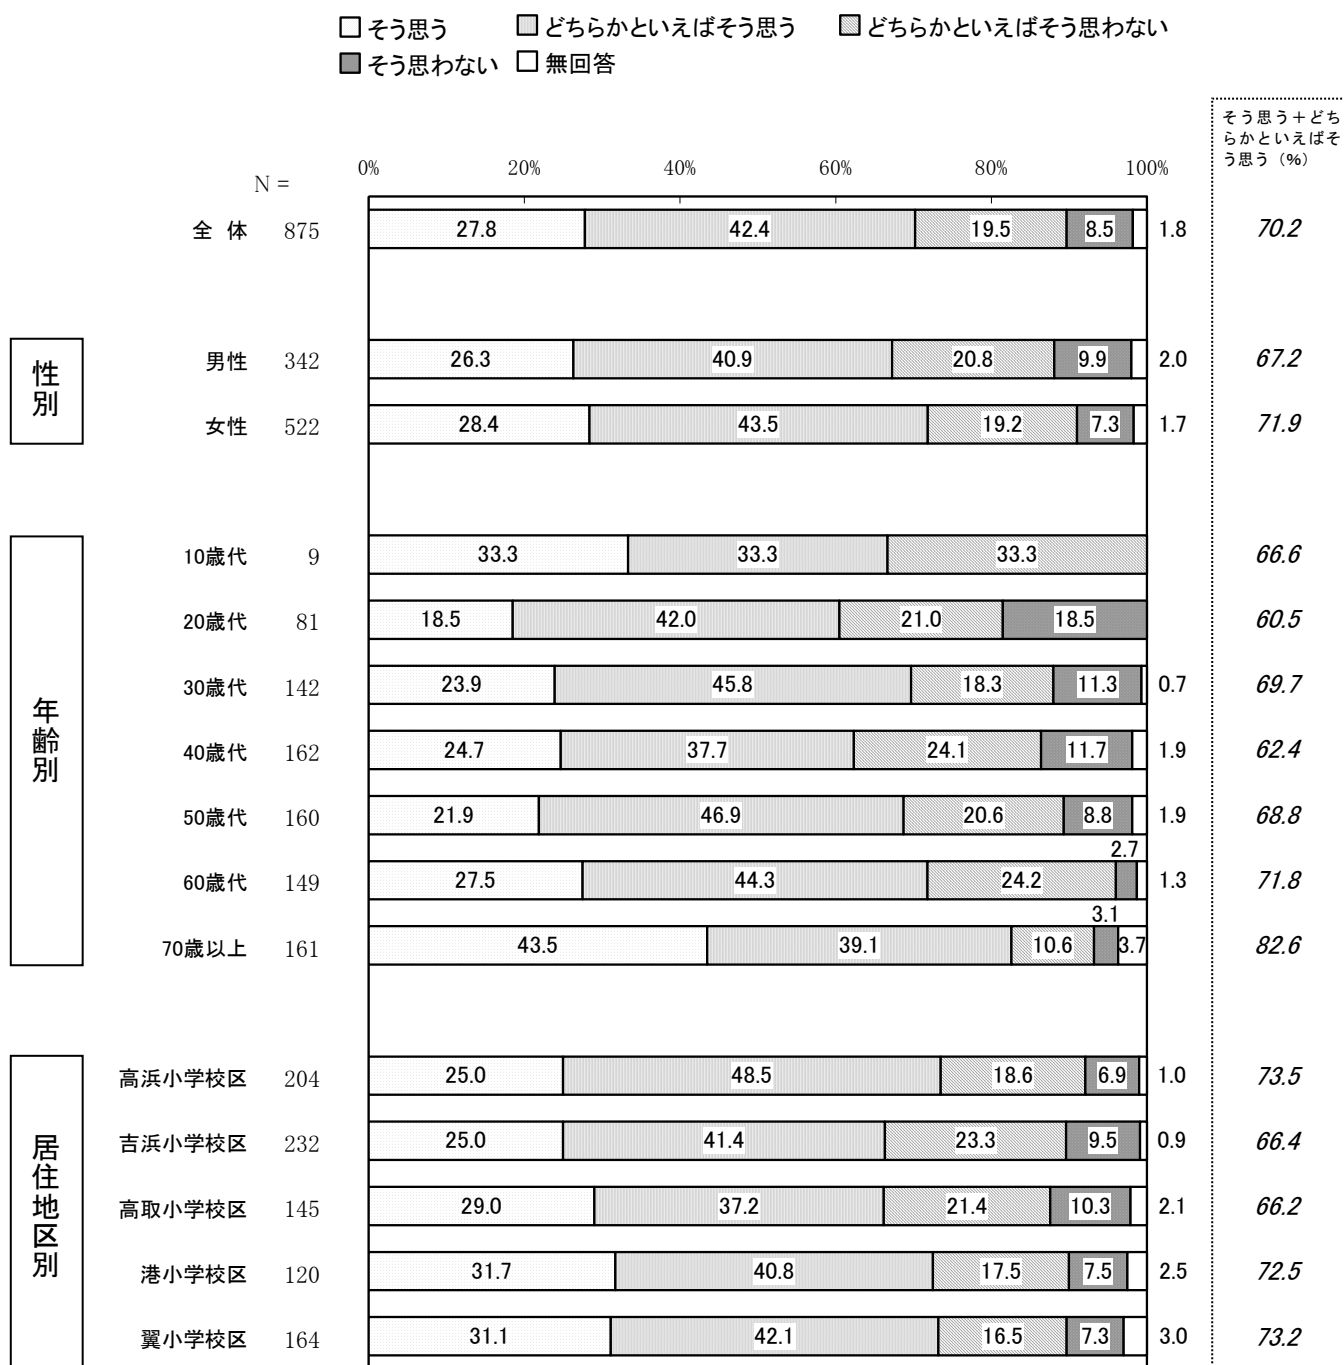 そう思う どちらかといえばそう思う どちらかといえばそう思わない
そう思わない 無回答
そう思う＋どち
らかといえばそ
う思う（%）
0% 20% 40% 60% 80% 100%
N =
全 体 875 27.8 42.4 19.5 8.5 1.8 70.2
性別
男性 342 26.3 40.9 20.8 9.9 2.0 67.2
女性 522 28.4 43.5 19.2 7.3 1.7 71.9
年齢別
10歳代 9 33.3 33.3 33.3 66.6
20歳代 81 18.5 42.0 21.0 18.5 60.5
30歳代 142 23.9 45.8 18.3 11.3 0.7 69.7
40歳代 162 24.7 37.7 24.1 11.7 1.9 62.4
50歳代 160 21.9 46.9 20.6 8.8 1.9 68.8
60歳代 149 27.5 44.3 24.2 2.7 1.3 71.8
70歳以上 161 43.5 39.1 10.6 3.1 3.7 82.6
居住地区別
高浜小学校区 204 25.0 48.5 18.6 6.9 1.0 73.5
吉浜小学校区 232 25.0 41.4 23.3 9.5 0.9 66.4
高取小学校区 145 29.0 37.2 21.4 10.3 2.1 66.2
港小学校区 120 31.7 40.8 17.5 7.5 2.5 72.5
翼小学校区 164 31.1 42.1 16.5 7.3 3.0 73.2